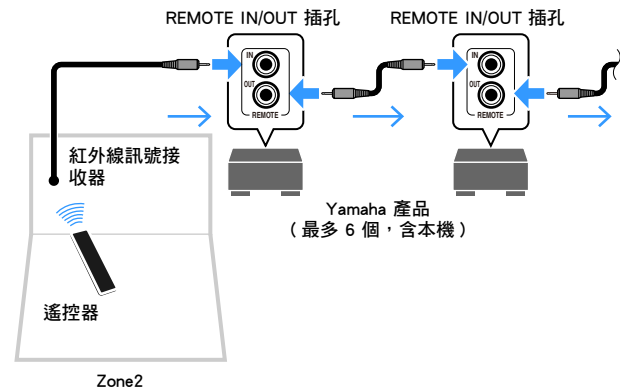 REMOTE IN/OUT 插孔
REMOTE IN/OUT 插孔
IN
OUT
REMOTE
IN
OUT
REMOTE
紅外線訊號接
收器
Yamaha 產品
（最多 6 個，含本機）
遙控器
Zone2